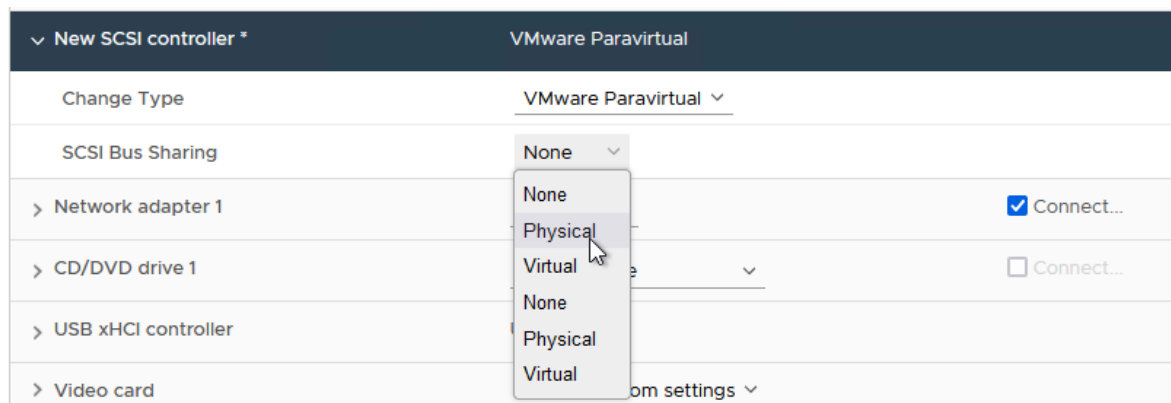 New SCSI controller * VMware Paravirtual
Change Type VMware Paravirtual
SCSI Bus Sharing None
None
Network adapter 1 Connect...
Physical
CD/DVD drive 1 Virtual e Connect...
None
USB xHCI controller
Physical
Virtual
Video card om settings